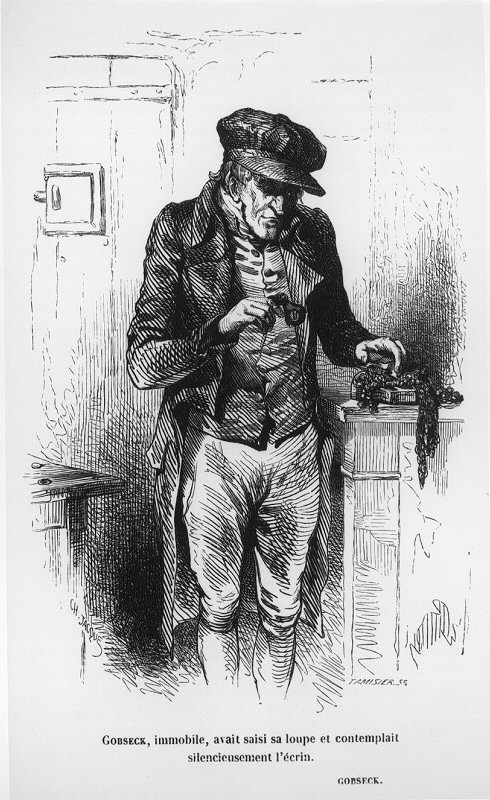 TAMISIER. SC
GOBSECK, immobile, avait saisi sa loupe et contemplait
silencieusement l'écrin.
GOBSECK.